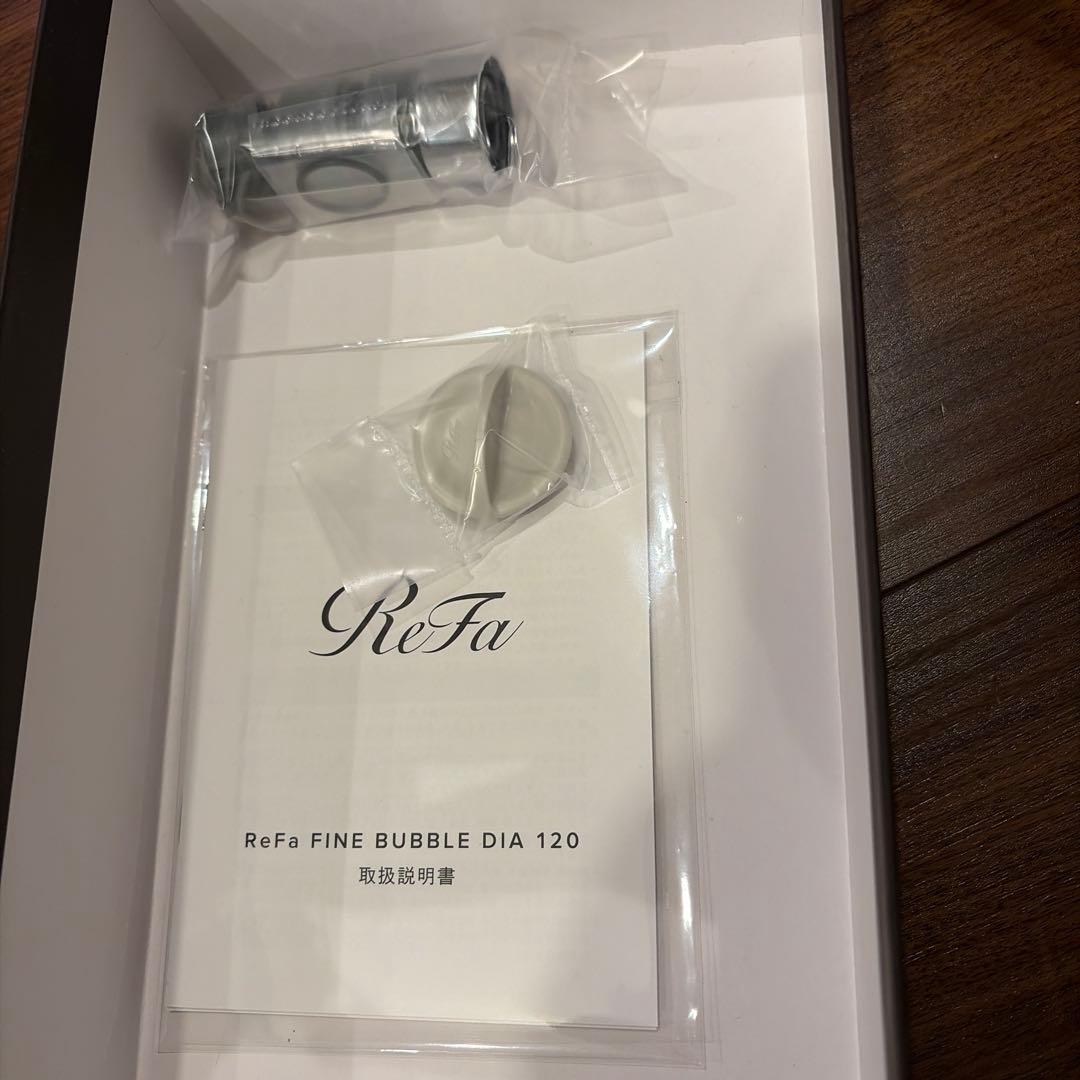 ReFa
ReFa FINE BUBBLE DIA 120
取扱説明書